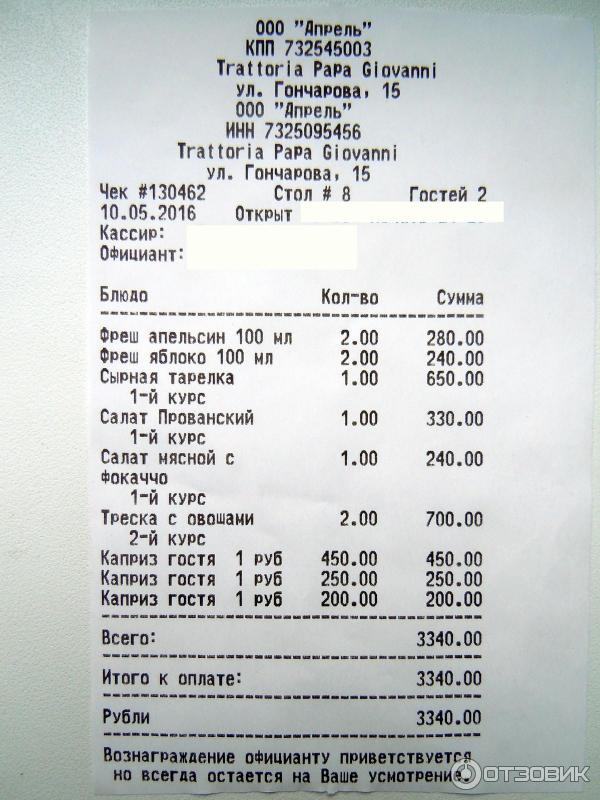 ООО "Апрель"
КПП 732545003
Trattoria Papa Giovanni
ул. Гончарова, 15
ООО "Апрель"
ИНН 7325095456
Trattoria Papa Giovanni
ул. Гончарова, 15
Чек #130462 Стол # 8 Гостей 2
10.05.2016 Открыт
Кассир:
Официант:
Блюдо Кол-во Сумма
Фреш апельсин 100 мл 2.00 280.00
Фреш яблоко 100 мл 2.00 240.00
Сырная тарелка 1.00 650.00
1-й курс
Салат Прованский 1.00 330.00
1-й курс
Салат мясной с 1.00 240.00
фокаччо
1-й курс
Треска с овошами 2.00 700.00
2-й курс
Каприз гостя 1 руб 450.00 450.00
Каприз гостя 1 руб 250.00 250.00
Каприз гостя 1 руб 200.00 200.00
Всего: 3340.00
Итого к оплате: 3340.00
Рубли 3340.00
Вознаграждение официанту приветствуется,
но всегда остается на Ваше усмотрение.
ОТЗОВИК